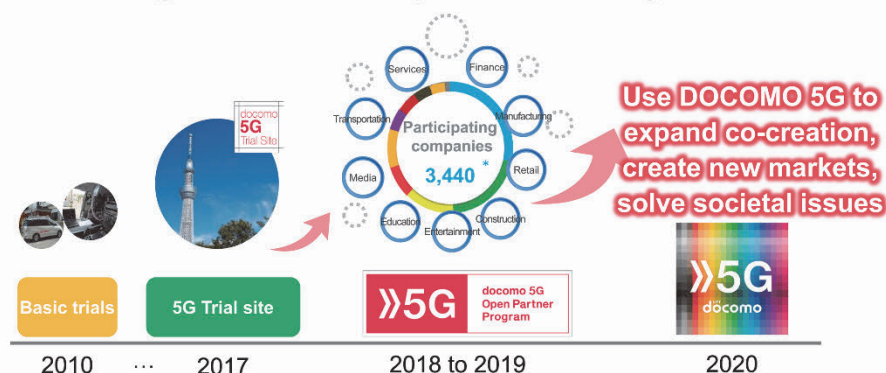 Services
Finance
Transportation
Manufacturing
Participating
companies
3,440 *
Media
Retail
Education
Construction
Entertainment
docomo
5G
Trial Site
Use DOCOMO 5G to
expand co-creation,
create new markets,
solve societal issues
Basic trials
5G Trial site
5G
docomo 5G
Open Partner
Program
5G
döcomo
2010 ... 2017
2018 to 2019
2020